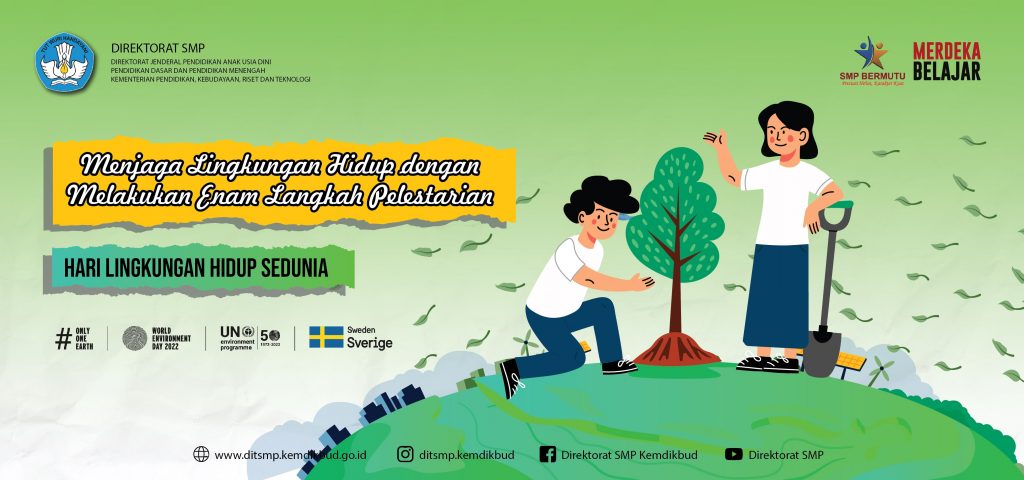 TUT WURI HANDAYANI
DIREKTORAT SMP
DIREKTORAT JENDERAL PENDIDIKAN ANAK USIA DINI
PENDIDIKAN DASAR DAN PENDIDIKAN MENENGAH
KEMENTERIAN PENDIDIKAN, KEBUDAYAAN, RISET DAN TEKNOLOGI
SMP BERMUTU
MERDEKA
BELAJAR
Menjaga Lingkungan Hidup dengan
Melakukan Enam Langkah Pelestarian
HARI LINGKUNGAN HIDUP SEDUNIA
# ONLY
ONE
EARTH
WORLD
ENVIRONMENT
DAY 2022
UN
environment
programme
50
1972-2022
Sweden
Sverige
www.ditsmp.kemdikbud.go.id
ditsmp.kemdikbud
Direktorat SMP Kemdikbud
Direktorat SMP